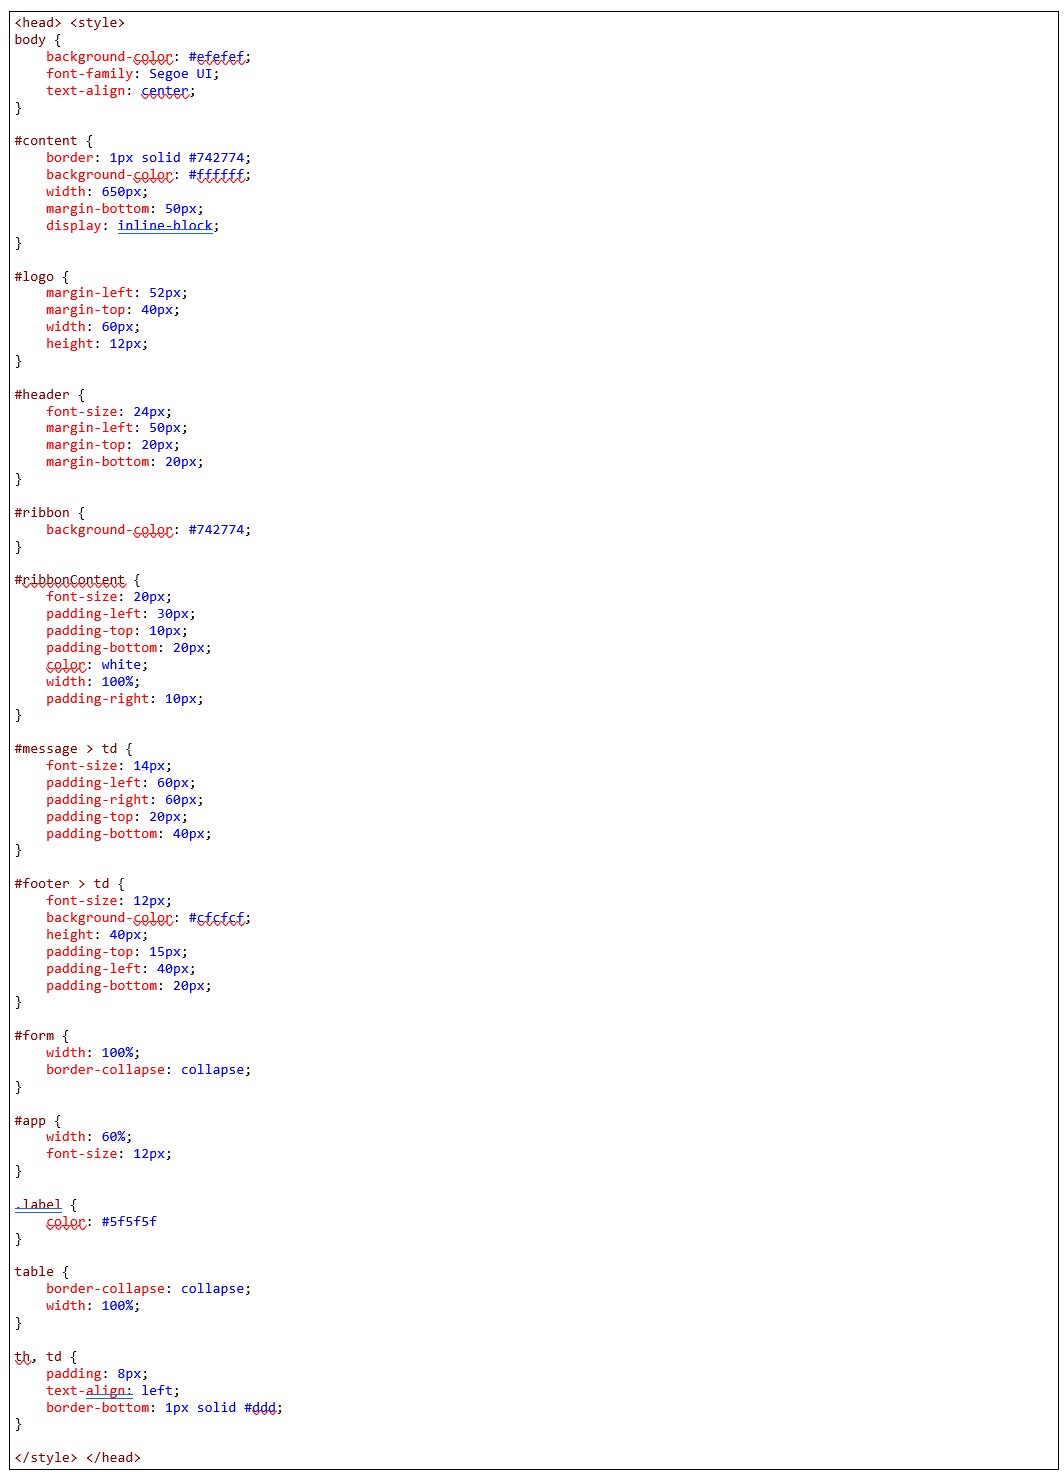 <head> <style>
body {
    background-color: #efefef;
    font-family: Segoe UI;
    text-align: center;
}

#content {
    border: 1px solid #742774;
    background-color: #ffffff;
    width: 650px;
    margin-bottom: 50px;
    display: inline-block;
}

#logo {
    margin-left: 52px;
    margin-top: 40px;
    width: 60px;
    height: 12px;
}

#header {
    font-size: 24px;
    margin-left: 50px;
    margin-top: 20px;
    margin-bottom: 20px;
}

#ribbon {
    background-color: #742774;
}

#ribbonContent {
    font-size: 20px;
    padding-left: 30px;
    padding-top: 10px;
    padding-bottom: 20px;
    color: white;
    width: 100%;
    padding-right: 10px;
}

#message > td {
    font-size: 14px;
    padding-left: 60px;
    padding-right: 60px;
    padding-top: 20px;
    padding-bottom: 40px;
}

#footer > td {
    font-size: 12px;
    background-color: #cfcfcf;
    height: 40px;
    padding-top: 15px;
    padding-left: 40px;
    padding-bottom: 20px;
}

#form {
    width: 100%;
    border-collapse: collapse;
}

#app {
    width: 60%;
    font-size: 12px;
}

.label {
    color: #5f5f5f
}

table {
    border-collapse: collapse;
    width: 100%;
}

th, td {
    padding: 8px;
    text-align: left;
    border-bottom: 1px solid #ddd;
}

</style> </head>